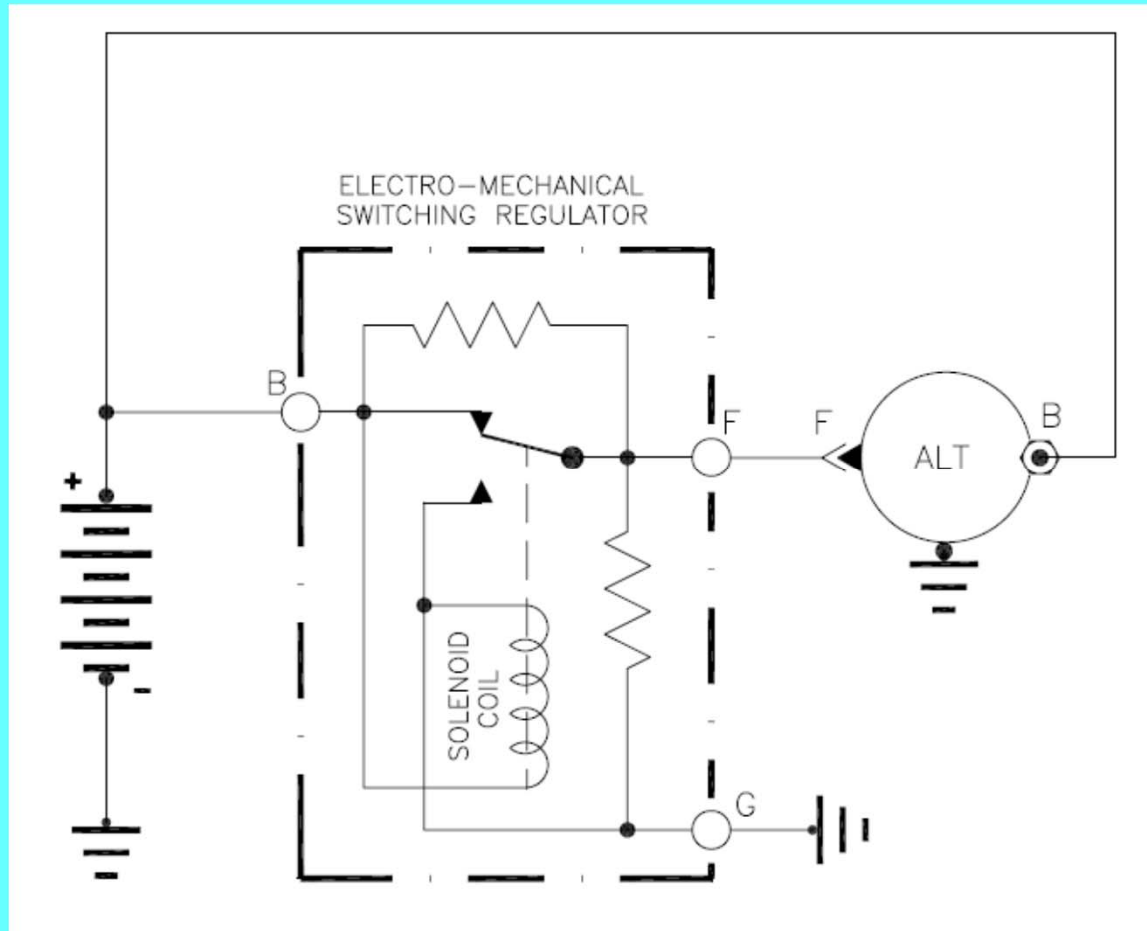 ELECTRO-MECHANICAL
SWITCHING REGULATOR
B
F
F
B
ALT
+
-
SOLENOID
COIL
G